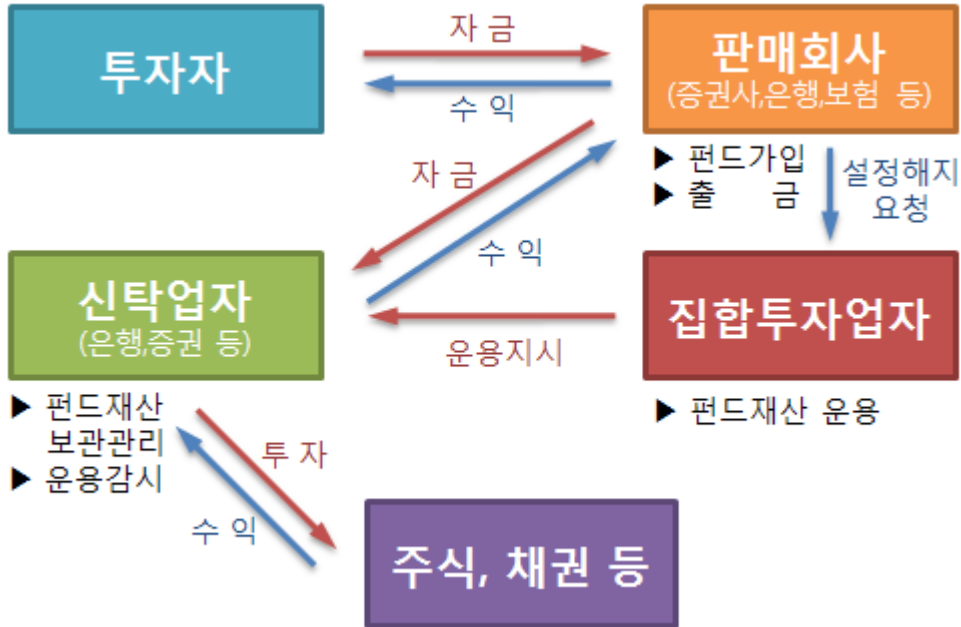 자 금
투자자
판매회사
(증권사,은행,보험 등)
수 익
▶ 펀드가입
▶ 출 금
설정해지
요청
자 금
수 익
신탁업자
(은행,증권 등)
집합투자업자
운용지시
▶ 펀드재산
보관관리
▶ 운용감시
▶ 펀드재산 운용
투 자
수 익
주식, 채권 등